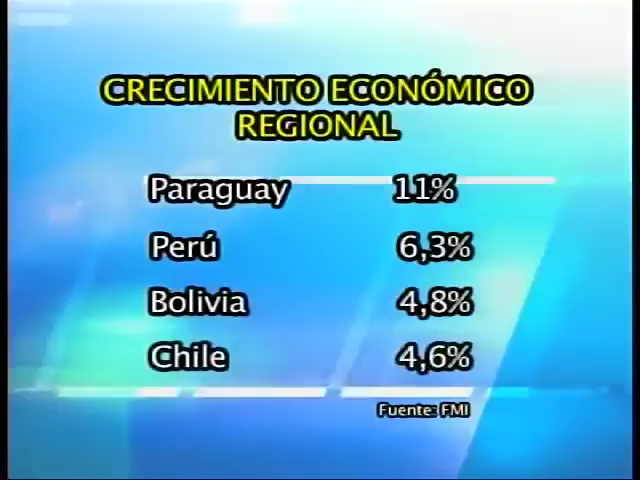 CRECIMIENTO ECONÓMICO
REGIONAL
Paraguay 11%
Perú 6,3%
Bolivia 4,8%
Chile 4,6%
Fuente: FMI